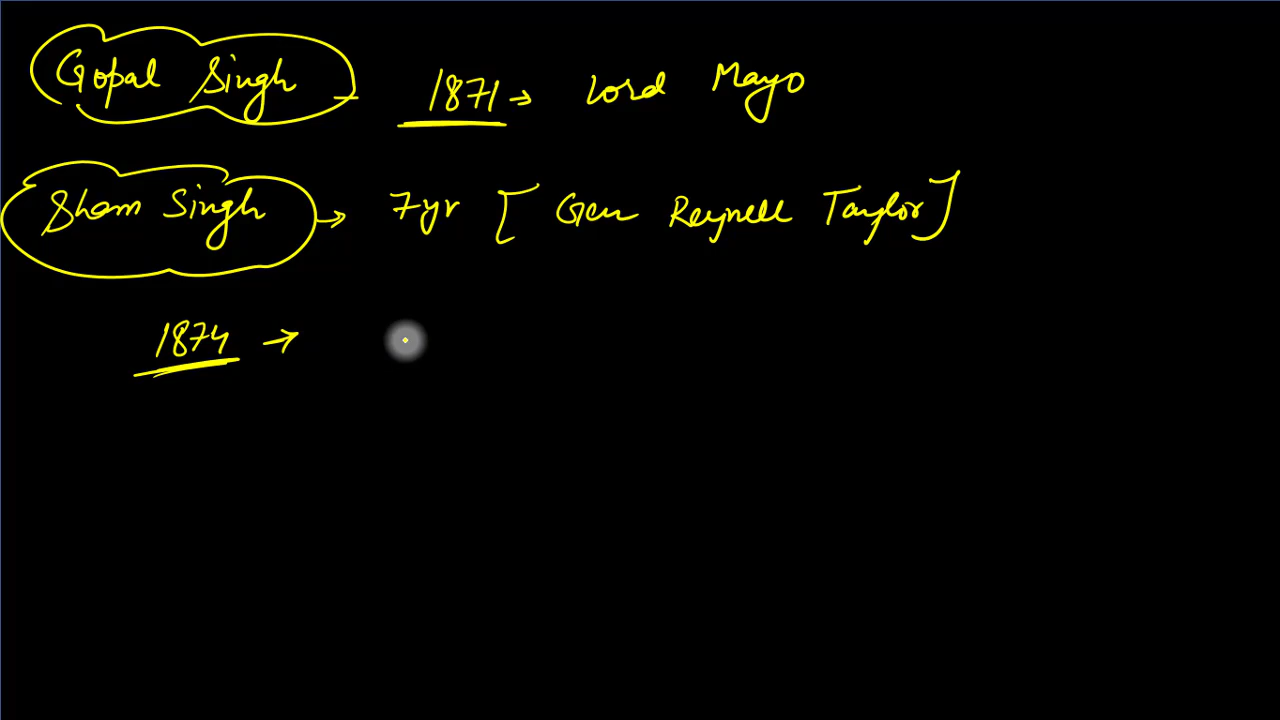 Gopal Singh - 1871 → Lord Mayo
Sham Singh → 7yr [Gen Reynell Taylor]
1874 →